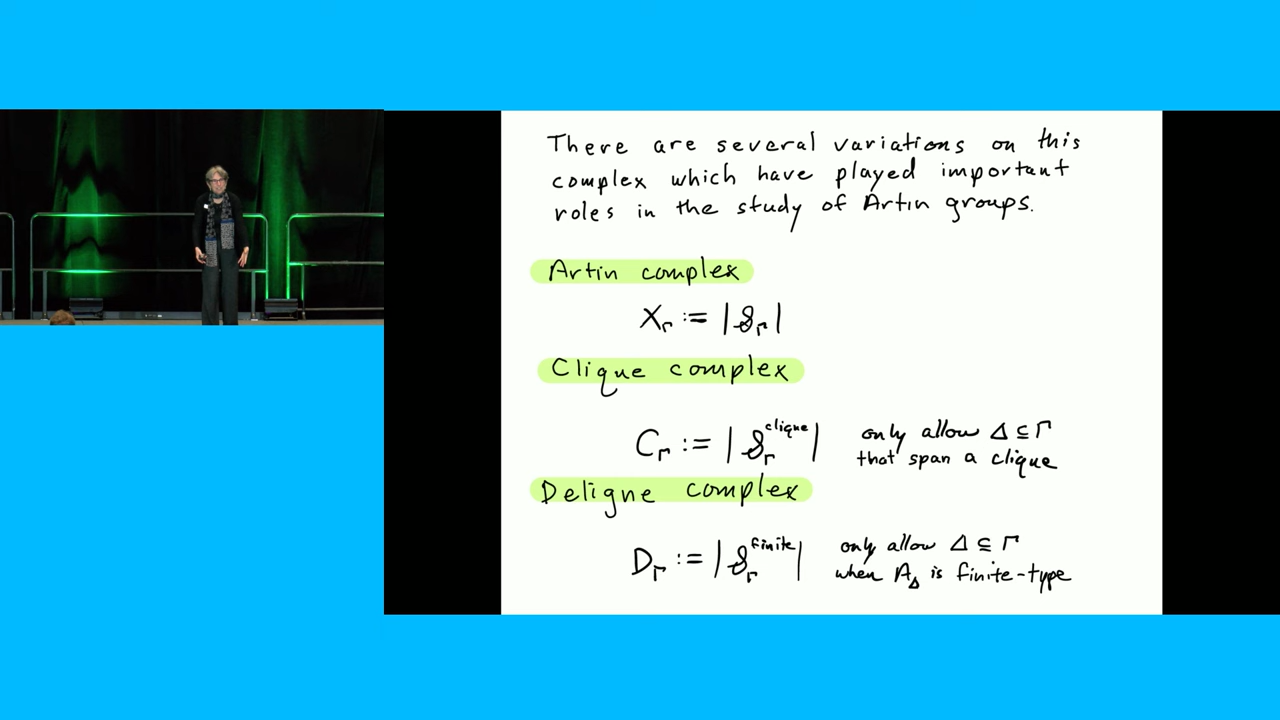 There are several variations on this
complex which have played important
roles in the study of Artin groups.
Artin complex
X_Γ := |𝒮_Γ|
Clique complex
C_Γ := |𝒮_Γ^clique| only allow Δ ⊆ Γ
that span a clique
Deligne complex
D_Γ := |𝒮_Γ^finite| only allow Δ ⊆ Γ
when A_Δ is finite-type